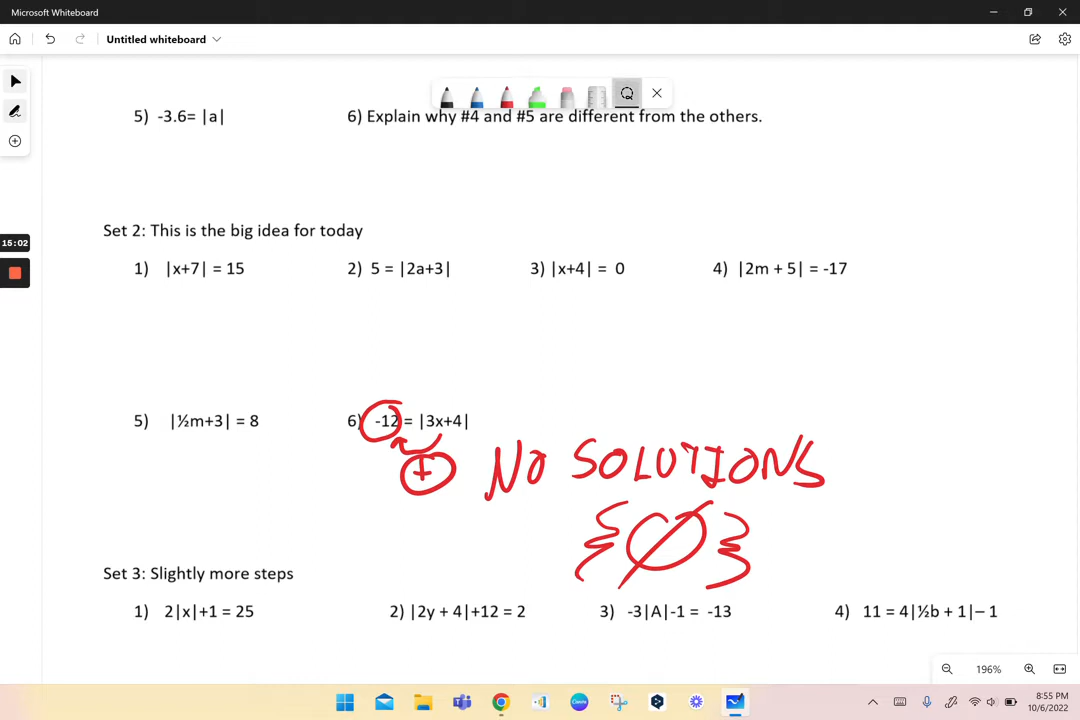 Microsoft Whiteboard
Untitled whiteboard
5) -3.6= |a|
6) Explain why #4 and #5 are different from the others.
Set 2: This is the big idea for today
15:02
1) |x+7| = 15
2) 5 = |2a+3|
3) |x+4| = 0
4) |2m + 5| = -17
5) |½m+3| = 8
6) -12 = |3x+4|
+
NO SOLUTIONS
{∅}
Set 3: Slightly more steps
1) 2|x|+1 = 25
2) |2y + 4|+12 = 2
3) -3|A|-1 = -13
4) 11 = 4|½b + 1|– 1
196%
8:55 PM
10/6/2022